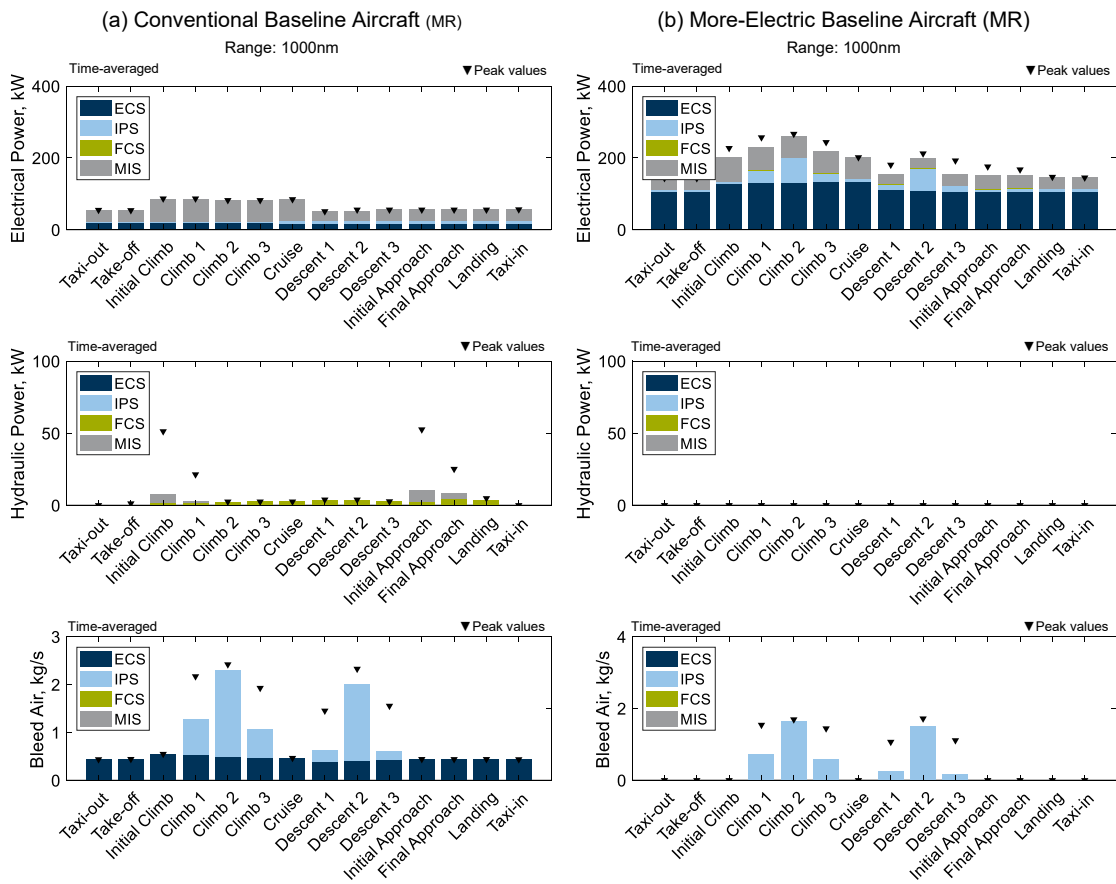 (a) Conventional Baseline Aircraft (MR)
Range: 1000nm
Time-averaged
▼Peak values
Electrical Power, kW
400
200
0
ECS
IPS
FCS
MIS
Taxi-out
Take-off
Initial Climb
Climb 1
Climb 2
Climb 3
Cruise
Descent 1
Descent 2
Descent 3
Initial Approach
Final Approach
Landing
Taxi-in
Time-averaged
▼Peak values
Hydraulic Power, kW
100
50
0
ECS
IPS
FCS
MIS
Taxi-out
Take-off
Initial Climb
Climb 1
Climb 2
Climb 3
Cruise
Descent 1
Descent 2
Descent 3
Initial Approach
Final Approach
Landing
Taxi-in
Time-averaged
▼Peak values
Bleed Air, kg/s
3
2
1
0
ECS
IPS
FCS
MIS
Taxi-out
Take-off
Initial Climb
Climb 1
Climb 2
Climb 3
Cruise
Descent 1
Descent 2
Descent 3
Initial Approach
Final Approach
Landing
Taxi-in
(b) More-Electric Baseline Aircraft (MR)
Range: 1000nm
Time-averaged
▼Peak values
Electrical Power, kW
400
200
0
ECS
IPS
FCS
MIS
Taxi-out
Take-off
Initial Climb
Climb 1
Climb 2
Climb 3
Cruise
Descent 1
Descent 2
Descent 3
Initial Approach
Final Approach
Landing
Taxi-in
Time-averaged
▼Peak values
Hydraulic Power, kW
100
50
0
ECS
IPS
FCS
MIS
Taxi-out
Take-off
Initial Climb
Climb 1
Climb 2
Climb 3
Cruise
Descent 1
Descent 2
Descent 3
Initial Approach
Final Approach
Landing
Taxi-in
Time-averaged
▼Peak values
Bleed Air, kg/s
4
2
0
ECS
IPS
FCS
MIS
Taxi-out
Take-off
Initial Climb
Climb 1
Climb 2
Climb 3
Cruise
Descent 1
Descent 2
Descent 3
Initial Approach
Final Approach
Landing
Taxi-in